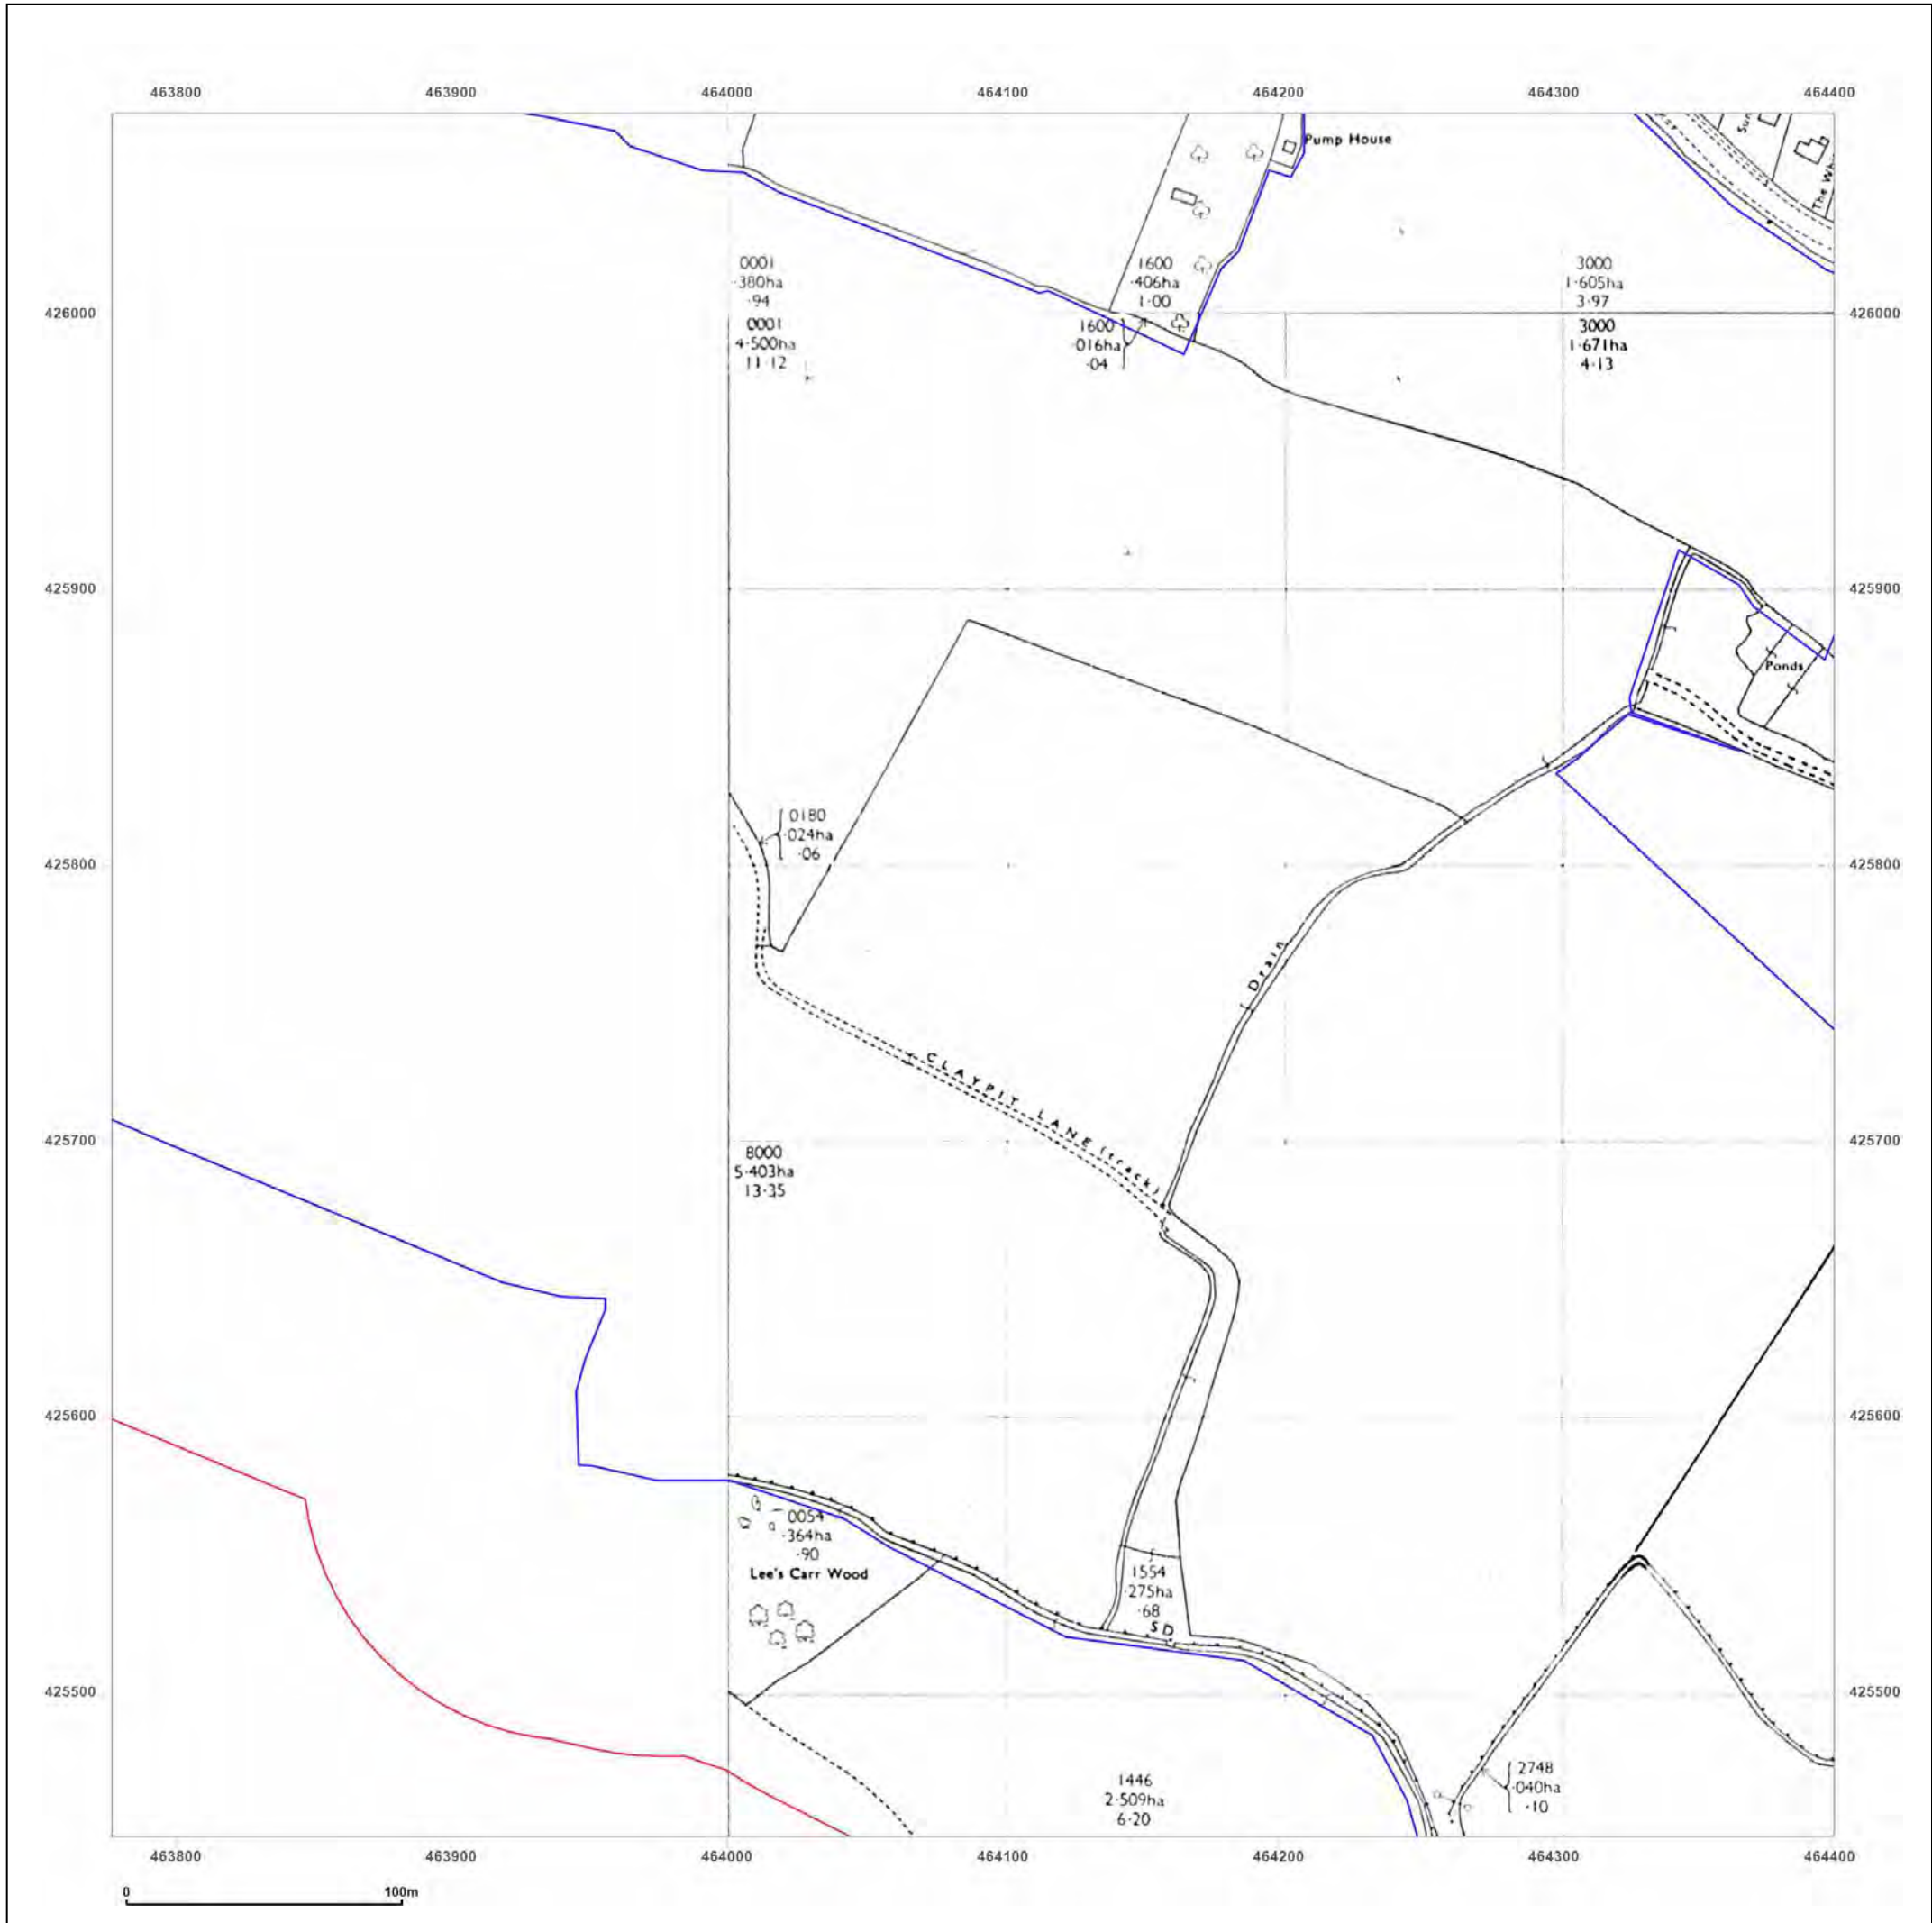 463800 463900 464000 464100 464200 464300 464400
Pump House
Sun
The Whi
0001
·380ha
·94
1600
·406ha
1·00
3000
1·605ha
3·97
426000 426000
0001
4·500ha
11·12
1600
·016ha
·04
3000
1·671ha
4·13
425900 425900
Ponds
0180
·024ha
·06
425800 425800
Drain
CLAYPIT LANE (track)
425700 425700
8000
5·403ha
13·35
425600 425600
0054
·364ha
·90
Lee's Carr Wood
1554
·275ha
·68
SD
425500 425500
1446
2·509ha
6·20
2748
·040ha
·10
463800 463900 464000 464100 464200 464300 464400
0 100m